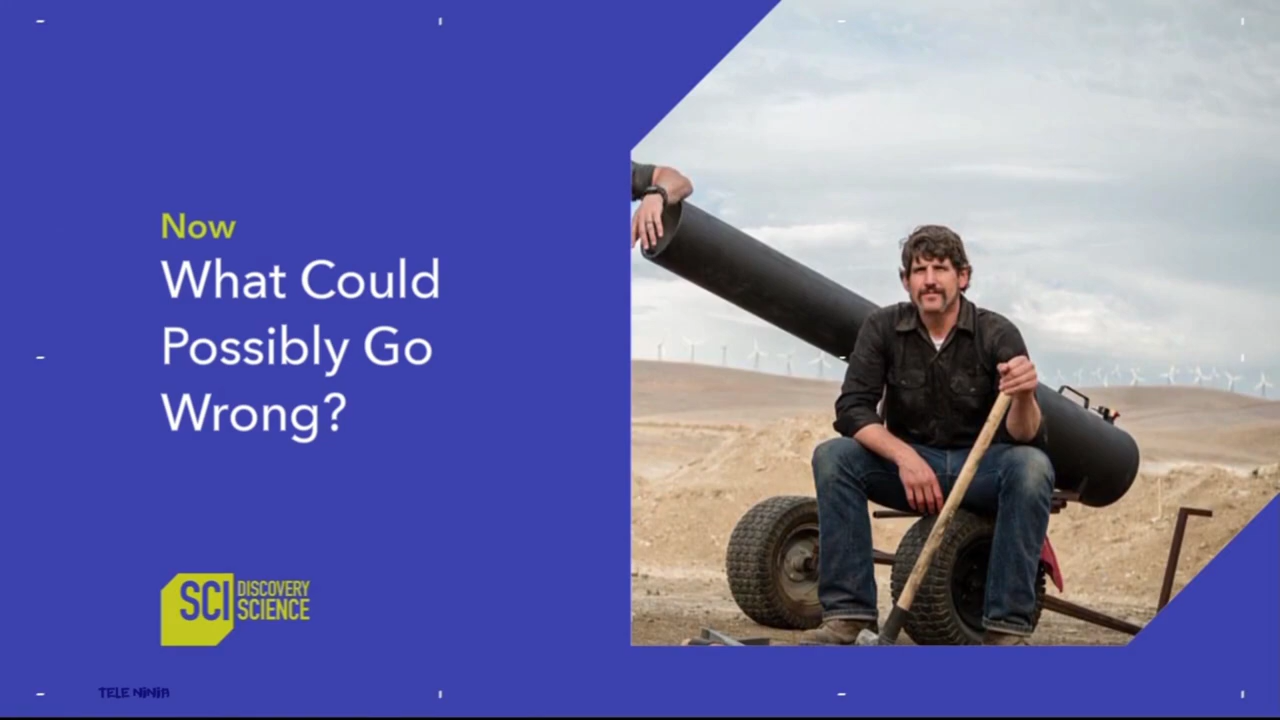 Now
What Could
Possibly Go
Wrong?
SCI DISCOVERY
SCIENCE
TELE NINJA